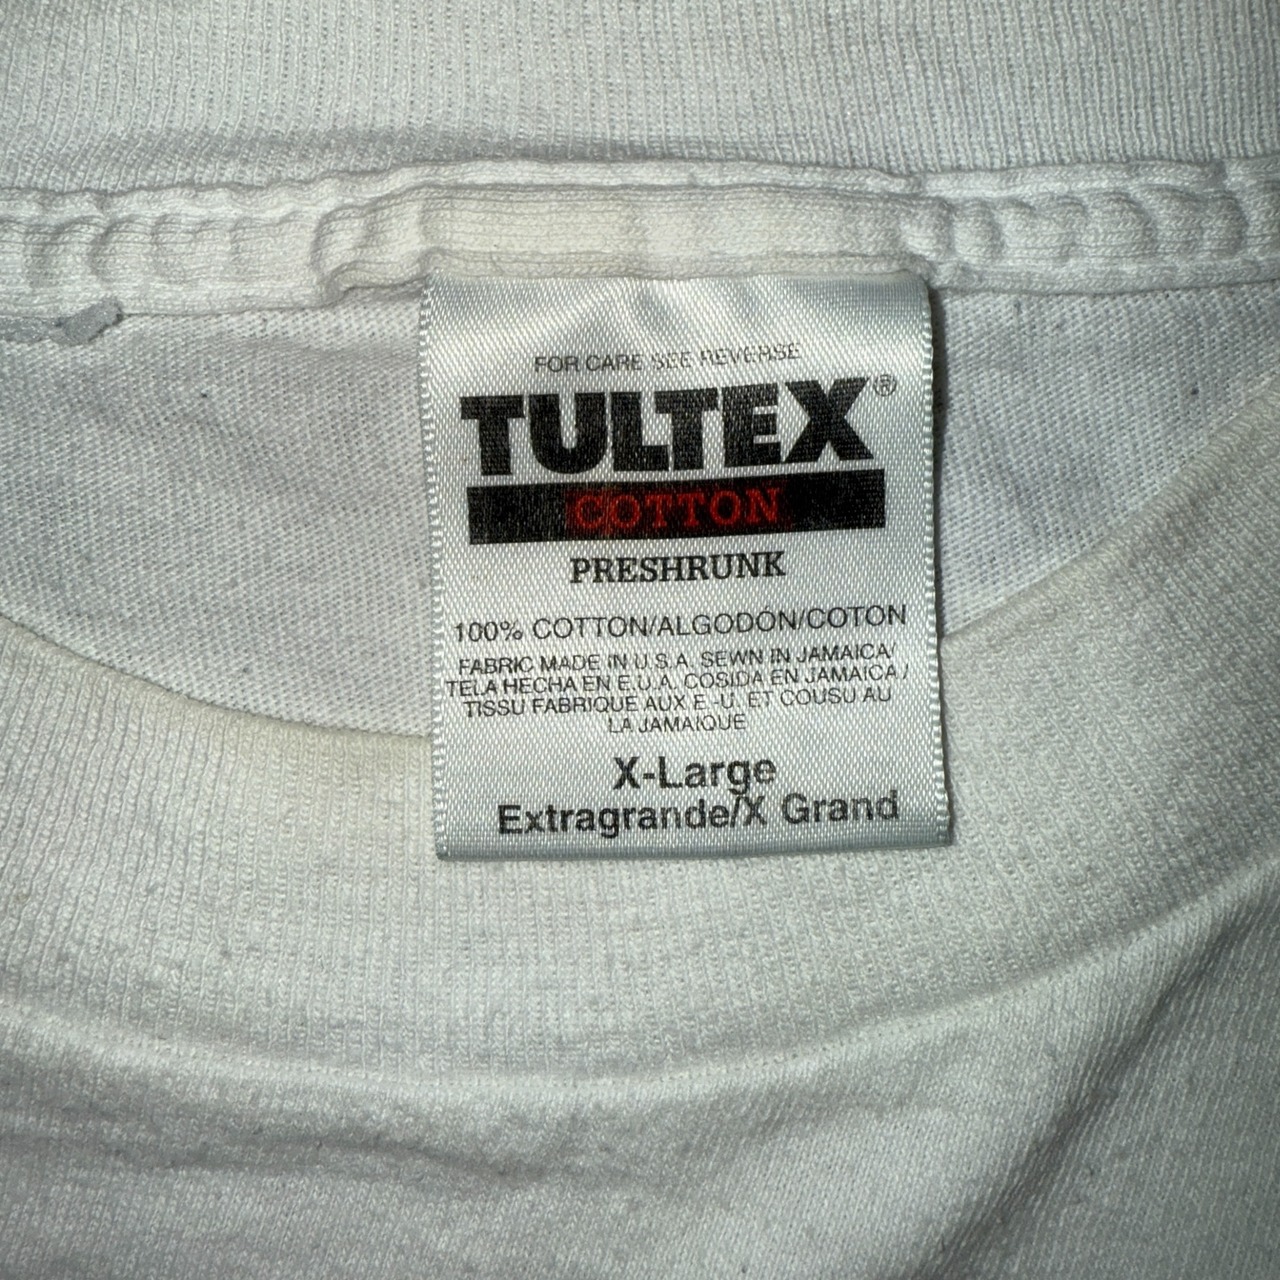 FOR CARE SEE REVERSE
TULTEX®
COTTON
PRESHRUNK
100% COTTON/ALGODÓN/COTON
FABRIC MADE IN U.S.A. SEWN IN JAMAICA/
TELA HECHA EN E.U.A. COSIDA EN JAMAICA /
TISSU FABRIQUE AUX E -U. ET COUSU AU
LA JAMAIQUE
X-Large
Extragrande/X Grand